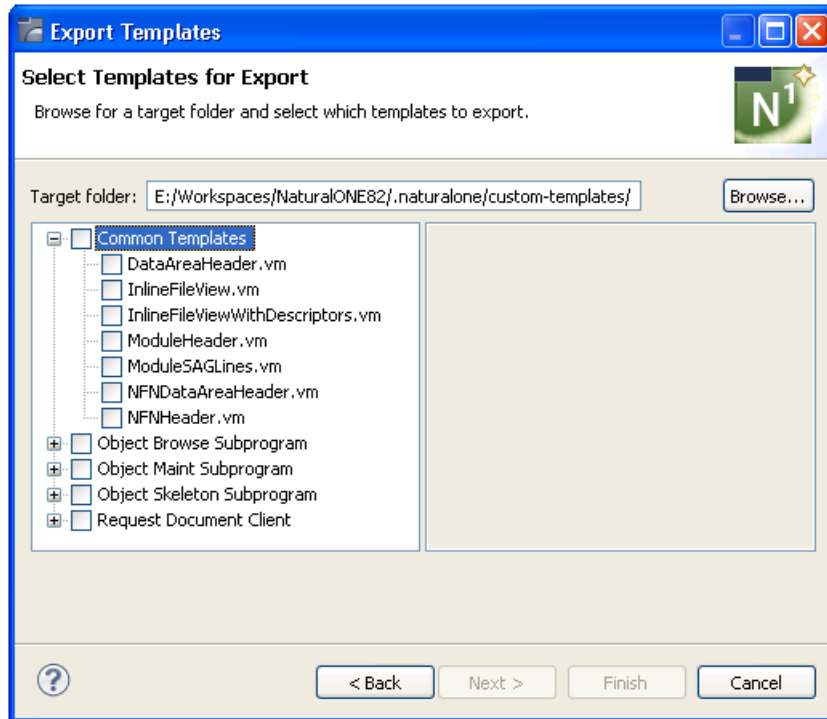 Export Templates
Select Templates for Export
Browse for a target folder and select which templates to export.
N1
Target folder: E:/Workspaces/NaturalONE82/.naturalone/custom-templates/ Browse...
Common Templates
DataAreaHeader.vm
InlineFileView.vm
InlineFileViewWithDescriptors.vm
ModuleHeader.vm
ModuleSAGLines.vm
NFNDataAreaHeader.vm
NFNHeader.vm
Object Browse Subprogram
Object Maint Subprogram
Object Skeleton Subprogram
Request Document Client
? < Back Next > Finish Cancel